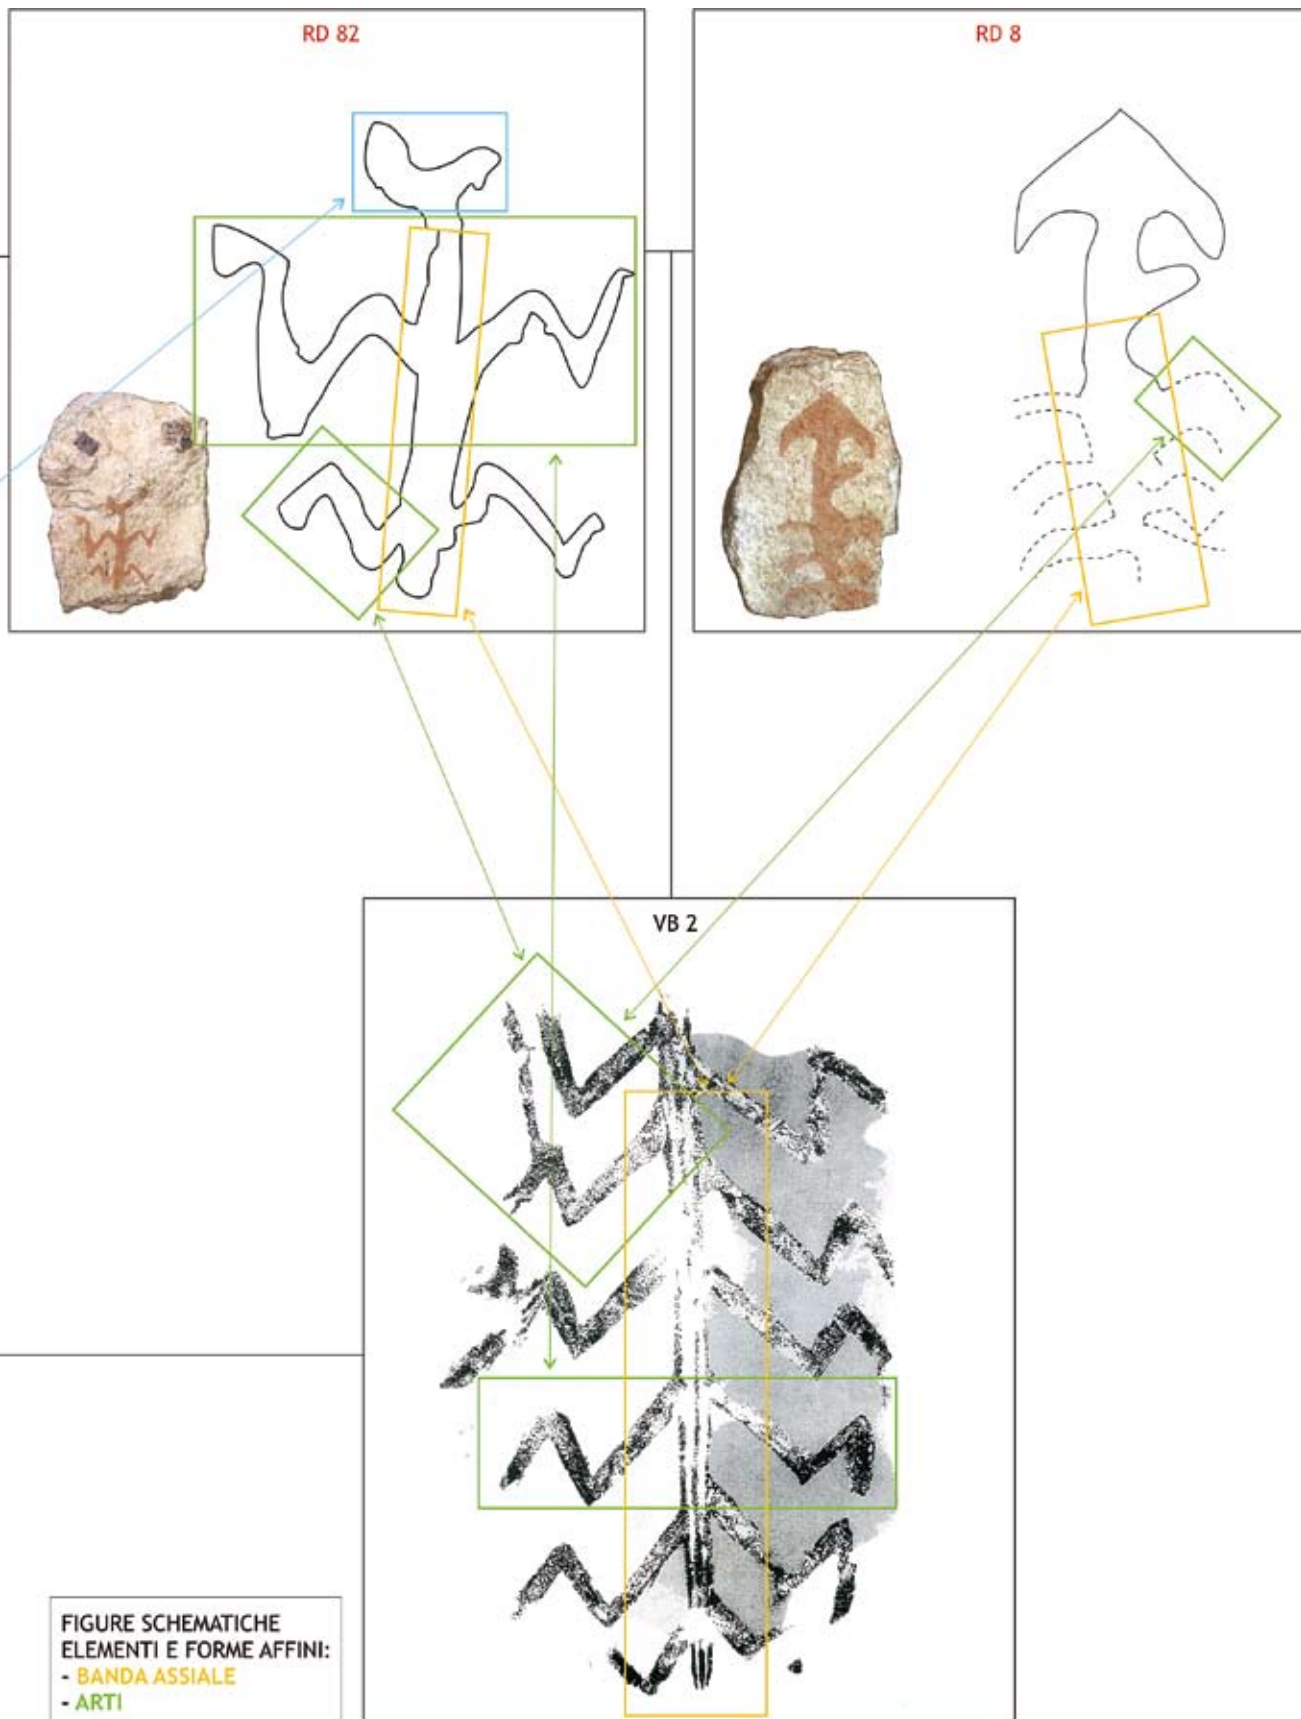 RD 82
RD 8
VB 2
FIGURE SCHEMATICHE
ELEMENTI E FORME AFFINI:
- BANDA ASSIALE
- ARTI